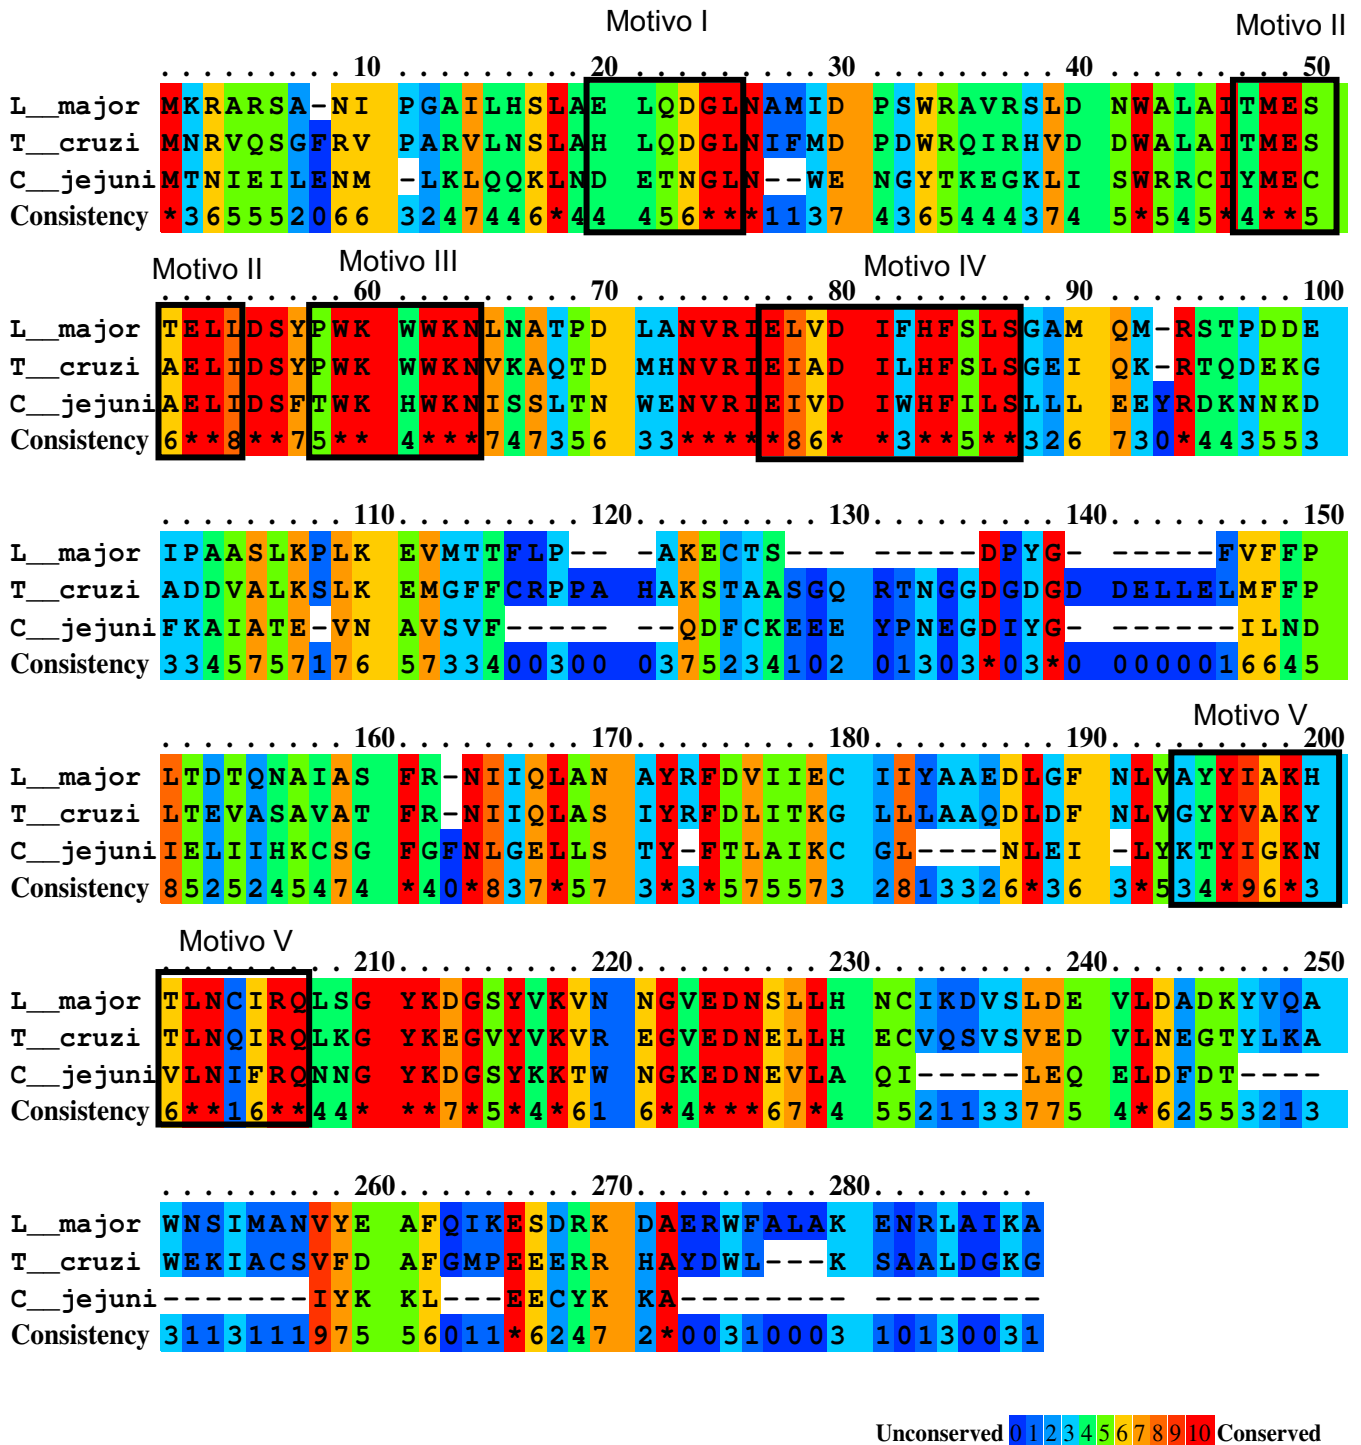 Motivo I Motivo II
. . . . . . . . . 10 . . . . . . . . . 20 . . . . . . . . . 30 . . . . . . . . . 40 . . . . . . . . . 50
L__major MKRARSA-NI PGAILHSLAE LQDGLNAMID PSWRAVRSLD NWALAITMES
T__cruzi MNRVQSGFRV PARVLNSLAH LQDGLNIFMD PDWRQIRHVD DWALAITMES
C__jejuni MTNIEILENM -LKLQQKLND ETNGLN--WE NGYTKEGKLI SWRRCIYMEC
Consistency *365552066 3247446*44 456***1137 4365444374 5*545*4**5
Motivo II Motivo III Motivo IV
. . . . . . . . . 60 . . . . . . . . . 70 . . . . . . . . . 80 . . . . . . . . . 90 . . . . . . . . . 100
L__major TELLDSYPWK WWKNLNATPD LANVRIELVD IFHFSLSGAM QM-RSTPDDE
T__cruzi AELIDSYPWK WWKNVKAQTD MHNVRIEIAD ILHFSLSGEI QK-RTQDEKG
C__jejuni AELIDSFTWK HWKNISSLTN WENVRIEIVD IWHFILSLLL EEYRDKNNKD
Consistency 6**8**75** 4***747356 33*****86* *3**5**326 730*443553
. . . . . . . . . 110 . . . . . . . . . 120 . . . . . . . . . 130 . . . . . . . . . 140 . . . . . . . . . 150
L__major IPAASLKPLK EVMTTFLP-- -AKECTS--- -----DPYG- -----FVFFP
T__cruzi ADDVALKSLK EMGFFCRPPA HAKSTAASGQ RTNGGDGDGD DELLELMFFP
C__jejuni FKAIATE-VN AVSVF----- --QDFCKEEE YPNEGDIYG- ------ILND
Consistency 3345757176 5733400300 0375234102 01303*03*0 0000016645
. . . . . . . . . 160 . . . . . . . . . 170 . . . . . . . . . 180 . . . . . . . . . 190 . . . . . . . . . 200
Motivo V
L__major LTDTQNAIAS FR-NIIQLAN AYRFDVIIEC IIYAAEDLGF NLVAYYIAKH
T__cruzi LTEVASAVAT FR-NIIQLAS IYRFDLITKG LLLAAQDLDF NLVGYYVAKY
C__jejuni IELIIHKCSG FGFNLGELLS TY-FTLAIKC GL----NLEI -LYKTYIGKN
Consistency 8525245474 *40*837*57 3*3*575573 2813326*36 3*534*96*3
Motivo V
. . . . . . . . . 210 . . . . . . . . . 220 . . . . . . . . . 230 . . . . . . . . . 240 . . . . . . . . . 250
L__major TLNCIRQLSG YKDGSYVKVN NGVEDNSLLH NCIKDVSLDE VLDADKYVQA
T__cruzi TLNQIRQLKG YKEGVYVKVR EGVEDNELLH ECVQSVSVED VLNEGTYLKA
C__jejuni VLNIFRQNNG YKDGSYKKTW NGKEDNEVLA QI-----LEQ ELDFDT----
Consistency 6**16**44* **7*5*4*61 6*4***67*4 5521133775 4*62553213
. . . . . . . . . 260 . . . . . . . . . 270 . . . . . . . . . 280 . . . . . . . .
L__major WNSIMANVYE AFQIKESDRK DAERWFALAK ENRLAIKA
T__cruzi WEKIACSVFD AFGMPEEERR HAYDWL---K SAALDGKG
C__jejuni -------IYK KL---EECYK KA-------- --------
Consistency 3113111975 56011*6247 2*00310003 10130031
Unconserved 0 1 2 3 4 5 6 7 8 9 10 Conserved